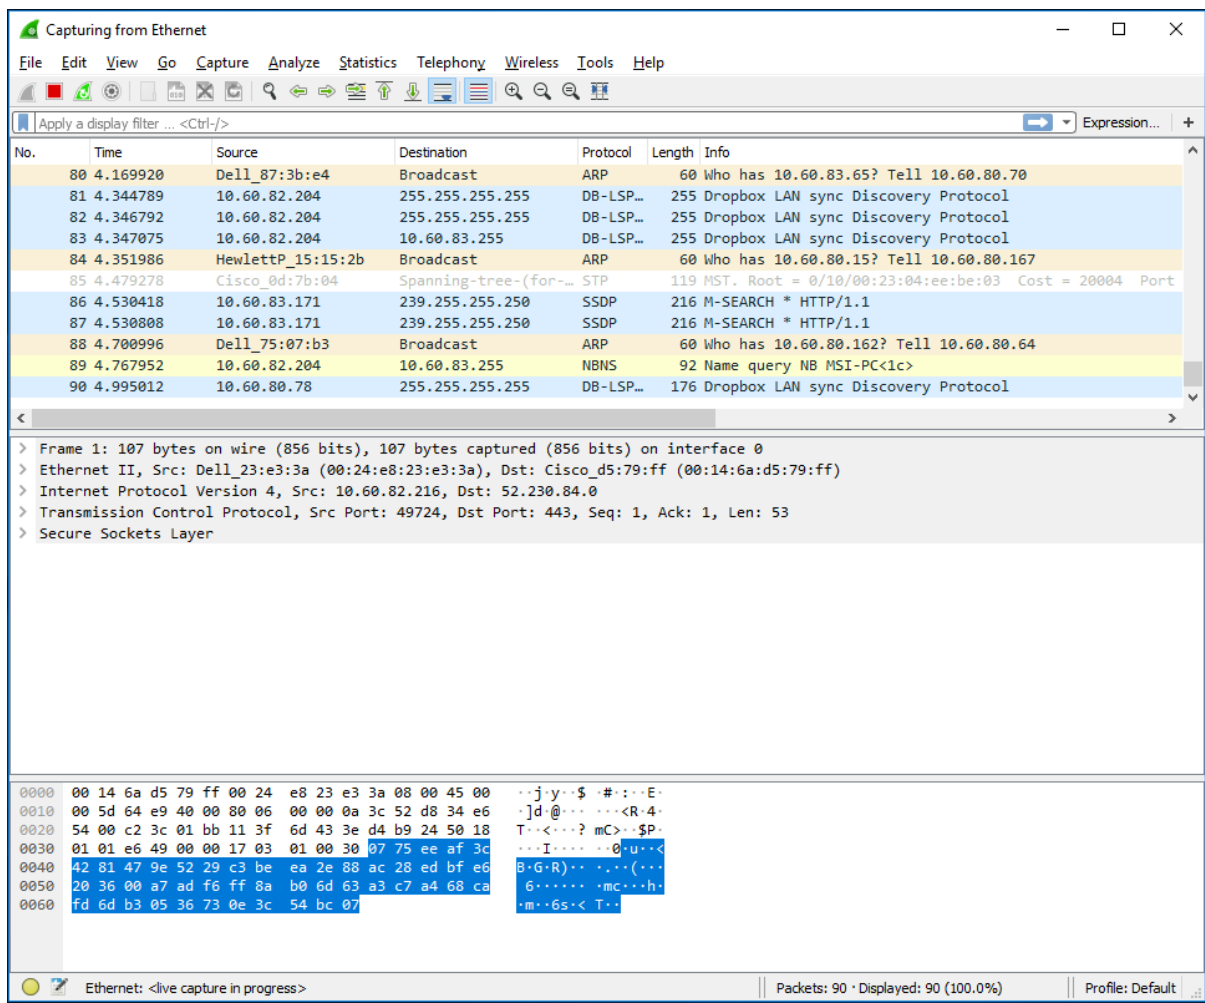 Capturing from Ethernet
File Edit View Go Capture Analyze Statistics Telephony Wireless Tools Help
Apply a display filter ... <Ctrl-/> Expression... +
No. Time Source Destination Protocol Length Info
80 4.169920 Dell_87:3b:e4 Broadcast ARP 60 Who has 10.60.83.65? Tell 10.60.80.70
81 4.344789 10.60.82.204 255.255.255.255 DB-LSP… 255 Dropbox LAN sync Discovery Protocol
82 4.346792 10.60.82.204 255.255.255.255 DB-LSP… 255 Dropbox LAN sync Discovery Protocol
83 4.347075 10.60.82.204 10.60.83.255 DB-LSP… 255 Dropbox LAN sync Discovery Protocol
84 4.351986 HewlettP_15:15:2b Broadcast ARP 60 Who has 10.60.80.15? Tell 10.60.80.167
85 4.479278 Cisco_0d:7b:04 Spanning-tree-(for-… STP 119 MST. Root = 0/10/00:23:04:ee:be:03 Cost = 20004 Port
86 4.530418 10.60.83.171 239.255.255.250 SSDP 216 M-SEARCH * HTTP/1.1
87 4.530808 10.60.83.171 239.255.255.250 SSDP 216 M-SEARCH * HTTP/1.1
88 4.700996 Dell_75:07:b3 Broadcast ARP 60 Who has 10.60.80.162? Tell 10.60.80.64
89 4.767952 10.60.82.204 10.60.83.255 NBNS 92 Name query NB MSI-PC<1c>
90 4.995012 10.60.80.78 255.255.255.255 DB-LSP… 176 Dropbox LAN sync Discovery Protocol
Frame 1: 107 bytes on wire (856 bits), 107 bytes captured (856 bits) on interface 0
Ethernet II, Src: Dell_23:e3:3a (00:24:e8:23:e3:3a), Dst: Cisco_d5:79:ff (00:14:6a:d5:79:ff)
Internet Protocol Version 4, Src: 10.60.82.216, Dst: 52.230.84.0
Transmission Control Protocol, Src Port: 49724, Dst Port: 443, Seq: 1, Ack: 1, Len: 53
Secure Sockets Layer
0000 00 14 6a d5 79 ff 00 24 e8 23 e3 3a 08 00 45 00 ··j·y··$ ·#·:··E·
0010 00 5d 64 e9 40 00 80 06 00 00 0a 3c 52 d8 34 e6 ·]d·@··· ···<R·4·
0020 54 00 c2 3c 01 bb 11 3f 6d 43 3e d4 b9 24 50 18 T··<···? mC>··$P·
0030 01 01 e6 49 00 00 17 03 01 00 30 07 75 ee af 3c ···I···· ··0·u··<
0040 42 81 47 9e 52 29 c3 be ea 2e 88 ac 28 ed bf e6 B·G·R)·· ·.··(···
0050 20 36 00 a7 ad f6 ff 8a b0 6d 63 a3 c7 a4 68 ca 6······ ·mc···h·
0060 fd 6d b3 05 36 73 0e 3c 54 bc 07 ·m··6s·< T··
Ethernet: <live capture in progress> Packets: 90 · Displayed: 90 (100.0%) Profile: Default